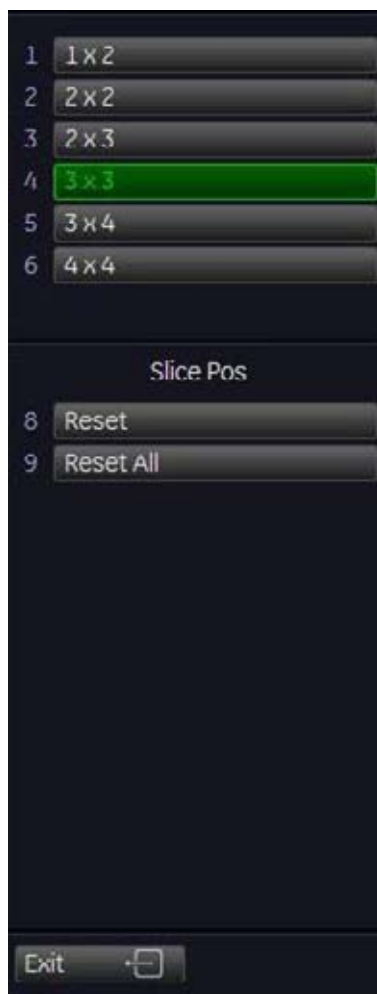 1 1x2
2 2x2
3 2x3
4 3x3
5 3x4
6 4x4
Slice Pos
8 Reset
9 Reset All
Exit